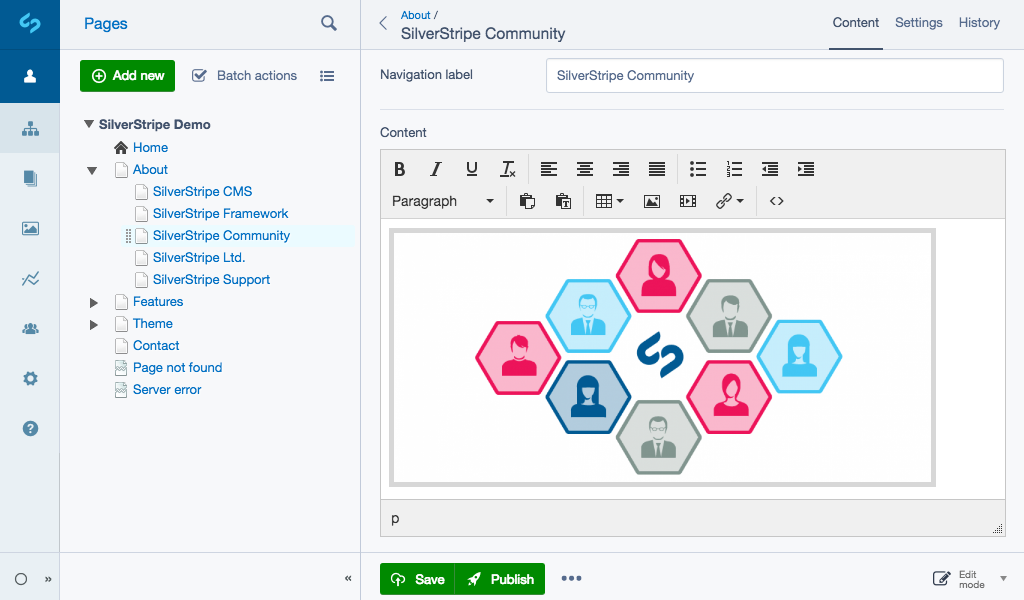 Pages
Add new
Batch actions
SilverStripe Demo
Home
About
SilverStripe CMS
SilverStripe Framework
SilverStripe Community
SilverStripe Ltd.
SilverStripe Support
Features
Theme
Contact
Page not found
Server error
About /
SilverStripe Community
Content
Settings
History
Navigation label
SilverStripe Community
Content
Paragraph
p
Save
Publish
Edit
mode